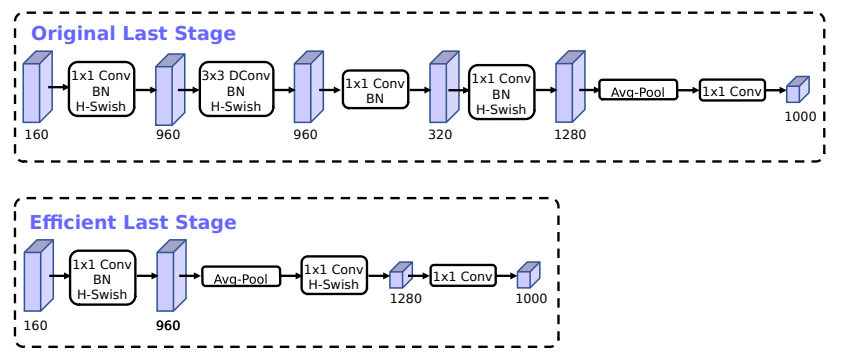 Original Last Stage
1x1 Conv
BN
H-Swish
3x3 DConv
BN
H-Swish
1x1 Conv
BN
1x1 Conv
BN
H-Swish
Avg-Pool
1x1 Conv
160
960
960
320
1280
1000
Efficient Last Stage
1x1 Conv
BN
H-Swish
Avg-Pool
1x1 Conv
H-Swish
1x1 Conv
160
960
1280
1000